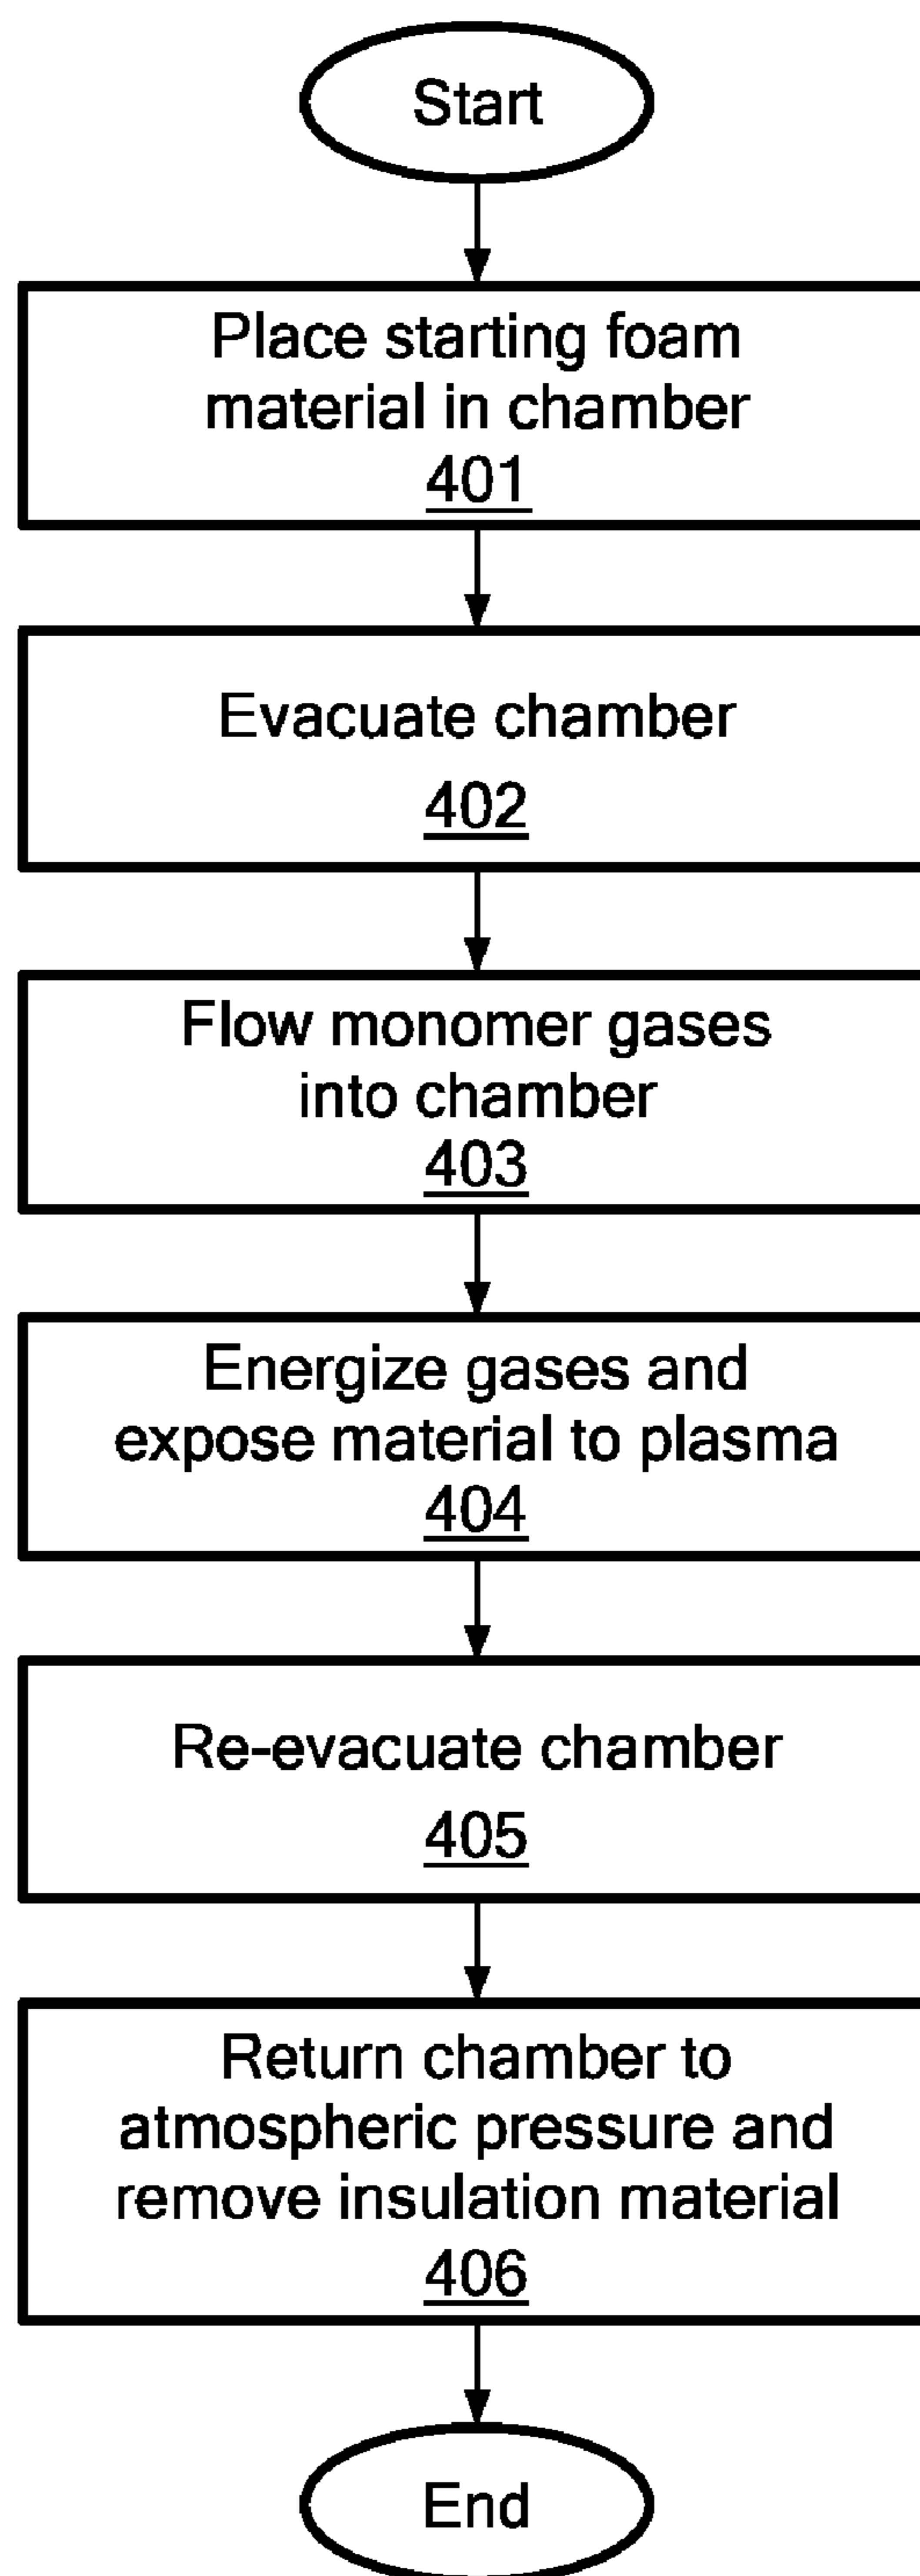 Start
Place starting foam
material in chamber
401
Evacuate chamber
402
Flow monomer gases
into chamber
403
Energize gases and
expose material to plasma
404
Re-evacuate chamber
405
Return chamber to
atmospheric pressure and
remove insulation material
406
End